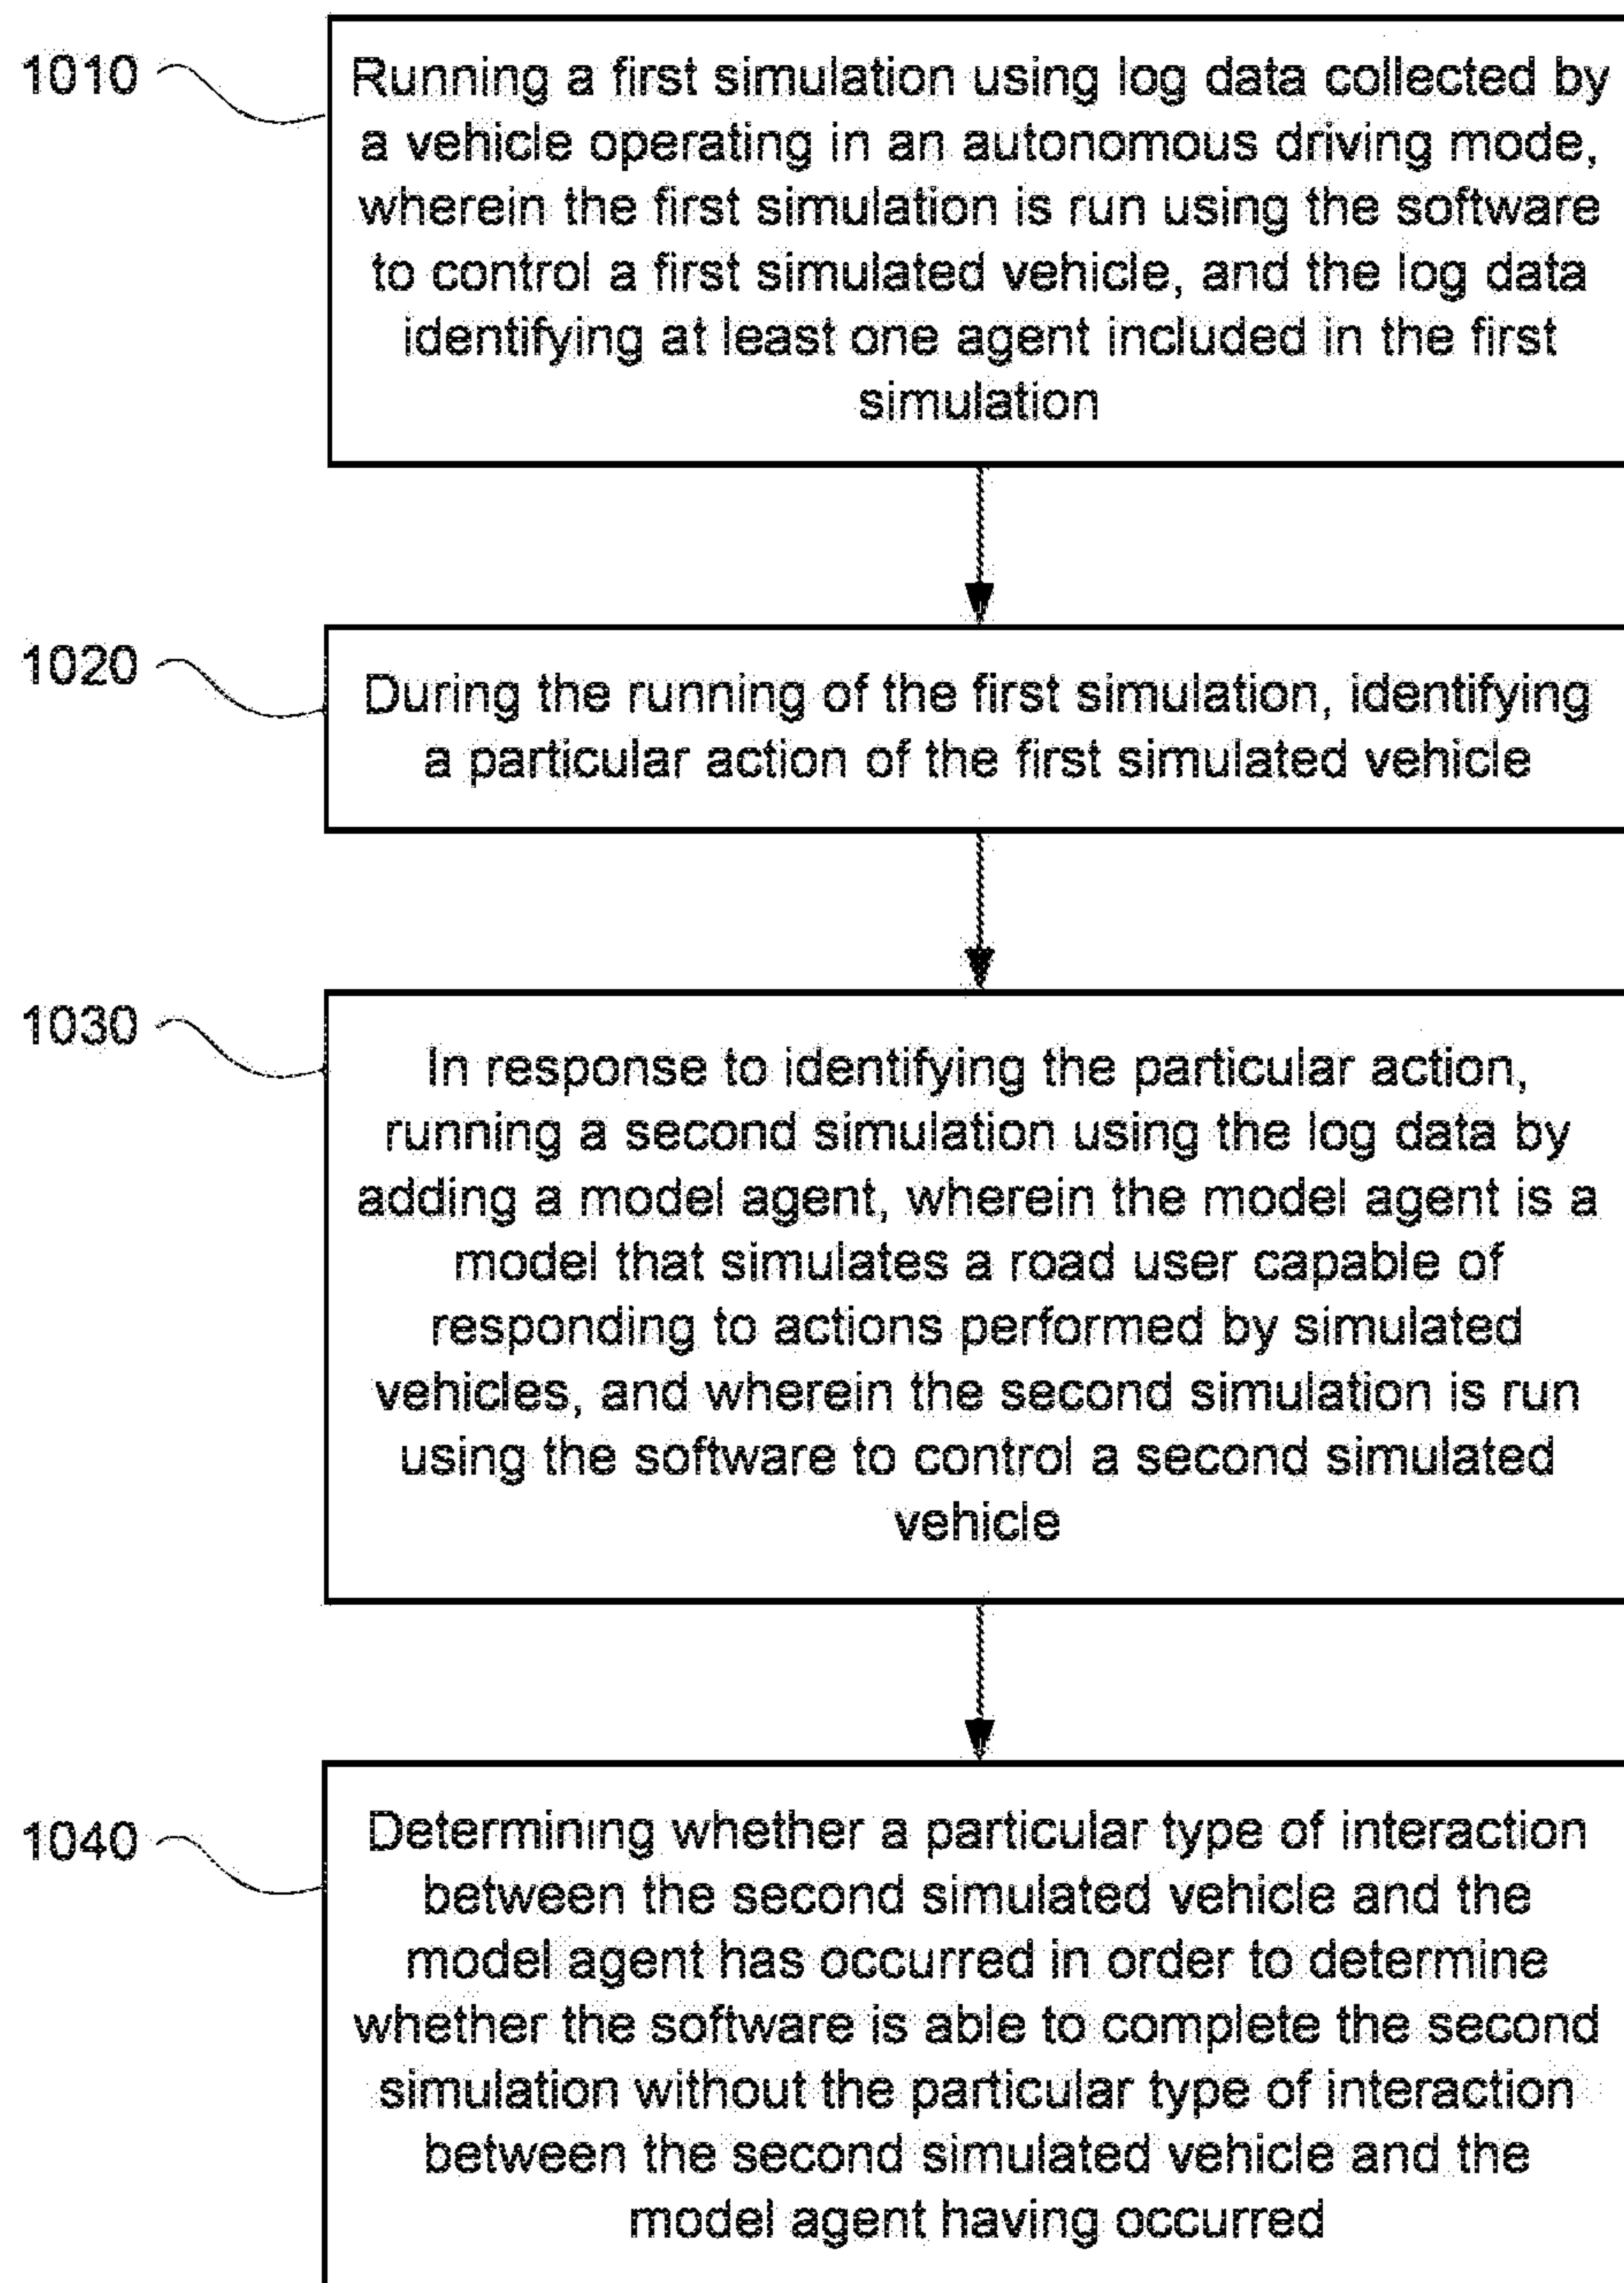 1010
Running a first simulation using log data collected by
a vehicle operating in an autonomous driving mode,
wherein the first simulation is run using the software
to control a first simulated vehicle, and the log data
identifying at least one agent included in the first
simulation
1020
During the running of the first simulation, identifying
a particular action of the first simulated vehicle
1030
In response to identifying the particular action,
running a second simulation using the log data by
adding a model agent, wherein the model agent is a
model that simulates a road user capable of
responding to actions performed by simulated
vehicles, and wherein the second simulation is run
using the software to control a second simulated
vehicle
1040
Determining whether a particular type of interaction
between the second simulated vehicle and the
model agent has occurred in order to determine
whether the software is able to complete the second
simulation without the particular type of interaction
between the second simulated vehicle and the
model agent having occurred